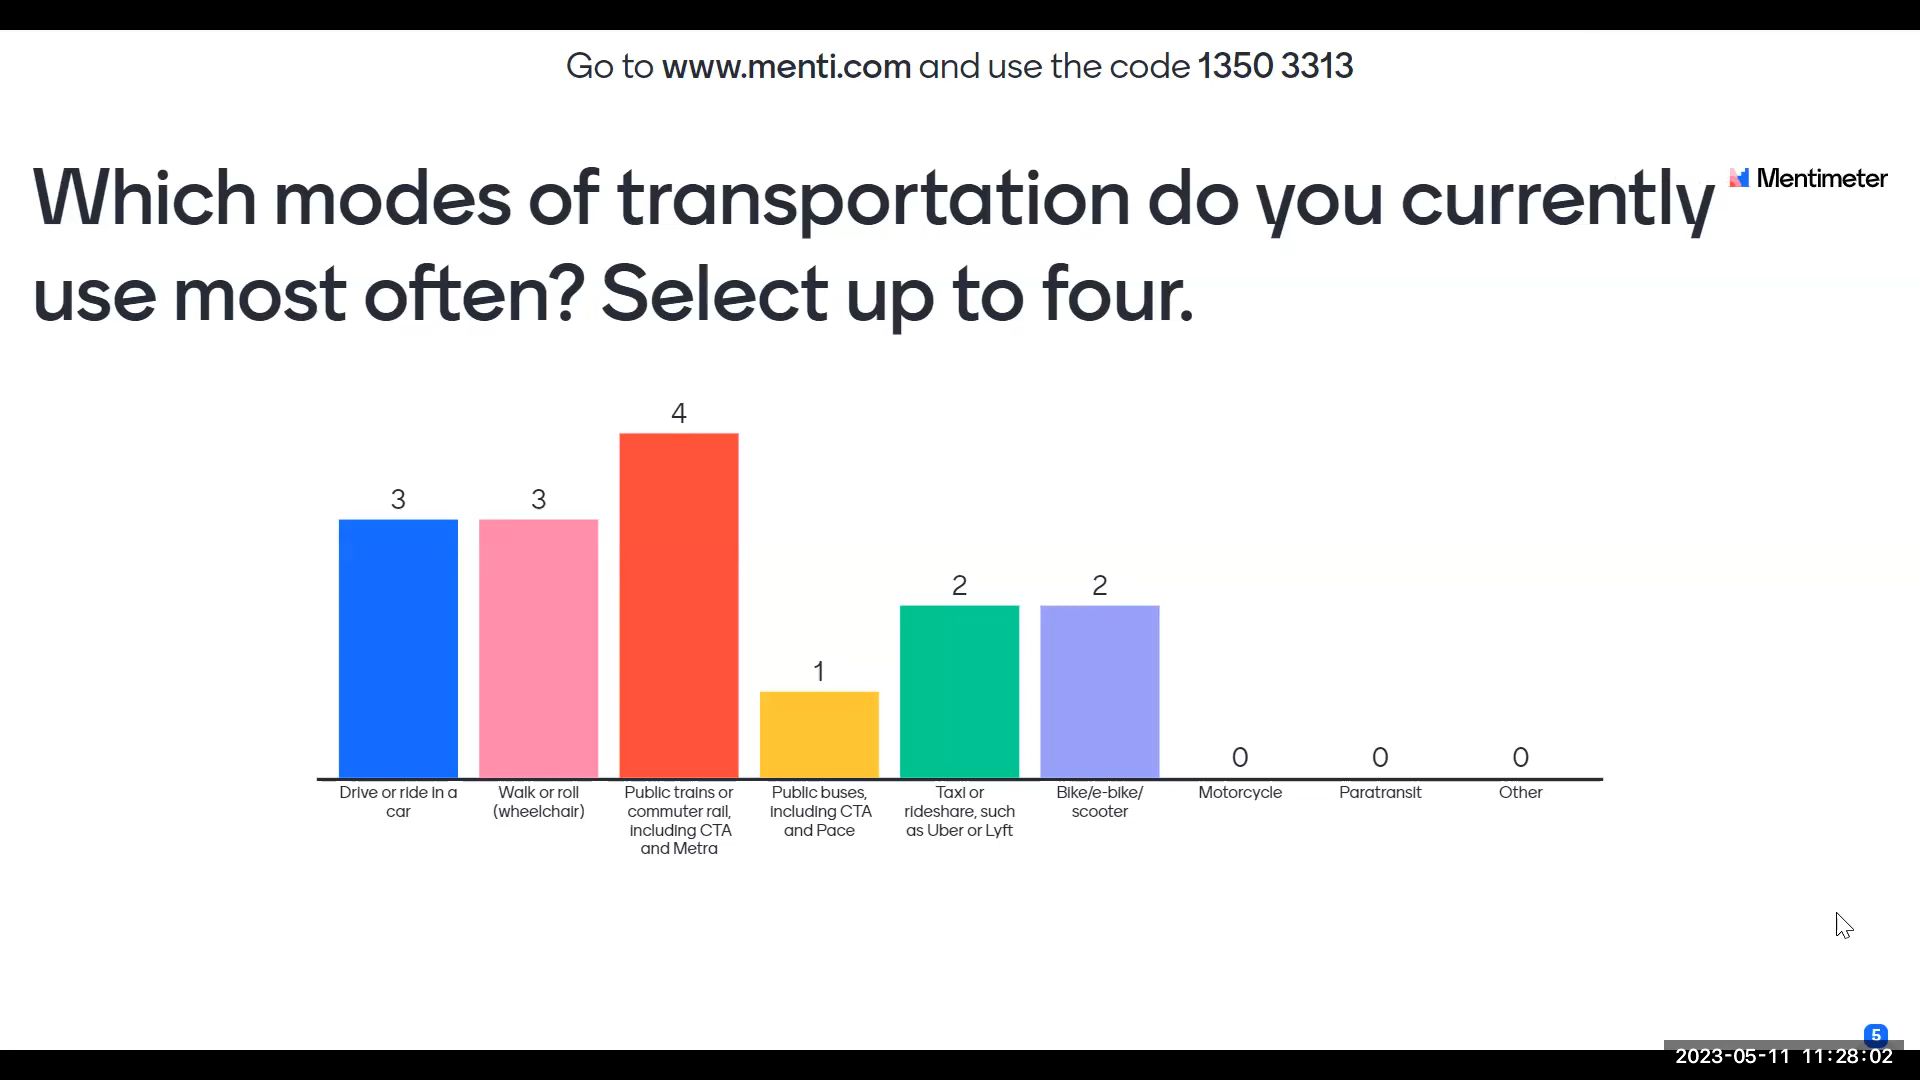 Go to www.menti.com and use the code 1350 3313
Which modes of transportation do you currently
Mentimeter
use most often? Select up to four.
4
3
3
2
2
1
0
0
0
Drive or ride in a
car
Walk or roll
(wheelchair)
Public trains or
commuter rail,
including CTA
and Metra
Public buses,
including CTA
and Pace
Taxi or
rideshare, such
as Uber or Lyft
Bike/e-bike/
scooter
Motorcycle
Paratransit
Other
5
2023-05-11 11:28:02